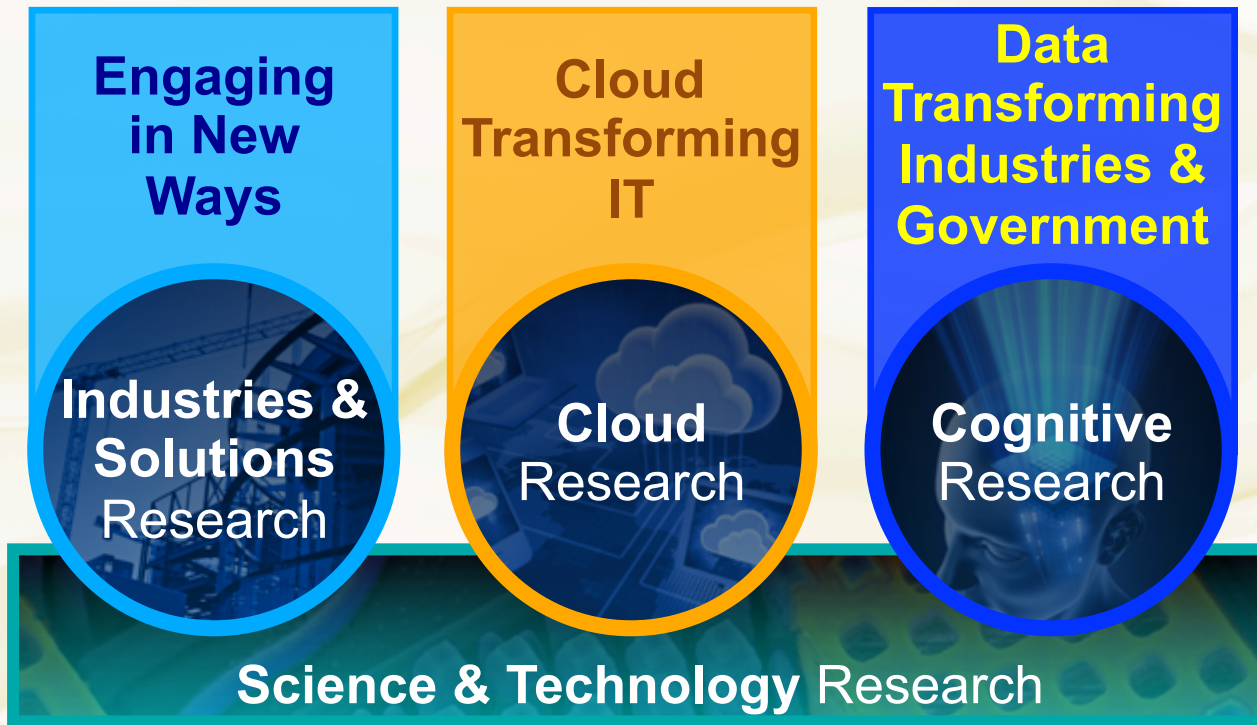 Engaging
in New
Ways
Industries &
Solutions
Research
Cloud
Transforming
IT
Cloud
Research
Data
Transforming
Industries &
Government
Cognitive
Research
Science & Technology Research